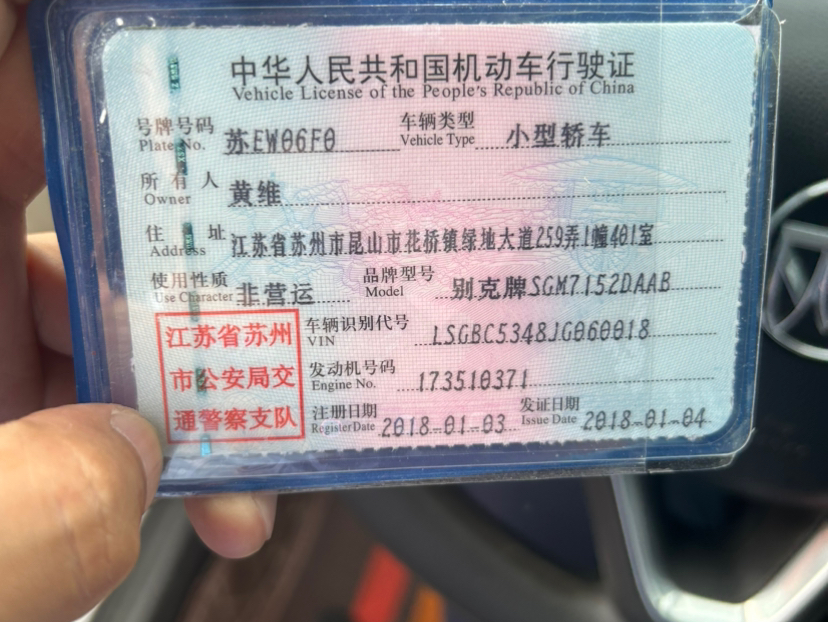 中华人民共和国机动车行驶证
Vehicle License of the People's Republic of China
号牌号码 苏EW06F0 车辆类型 小型轿车
Plate No. Vehicle Type
所有人 黄维
Owner
住址 江苏省苏州市昆山市花桥镇绿地大道259弄1幢401室
Address
使用性质 非营运 品牌型号 别克牌SGM7152DAAB
Use Character Model
江苏省苏州 车辆识别代号 LSGBC5348JG060018
VIN
市公安局交 发动机号码 173510371
Engine No.
通警察支队 注册日期 2018-01-03 发证日期 2018-01-04
Register Date Issue Date